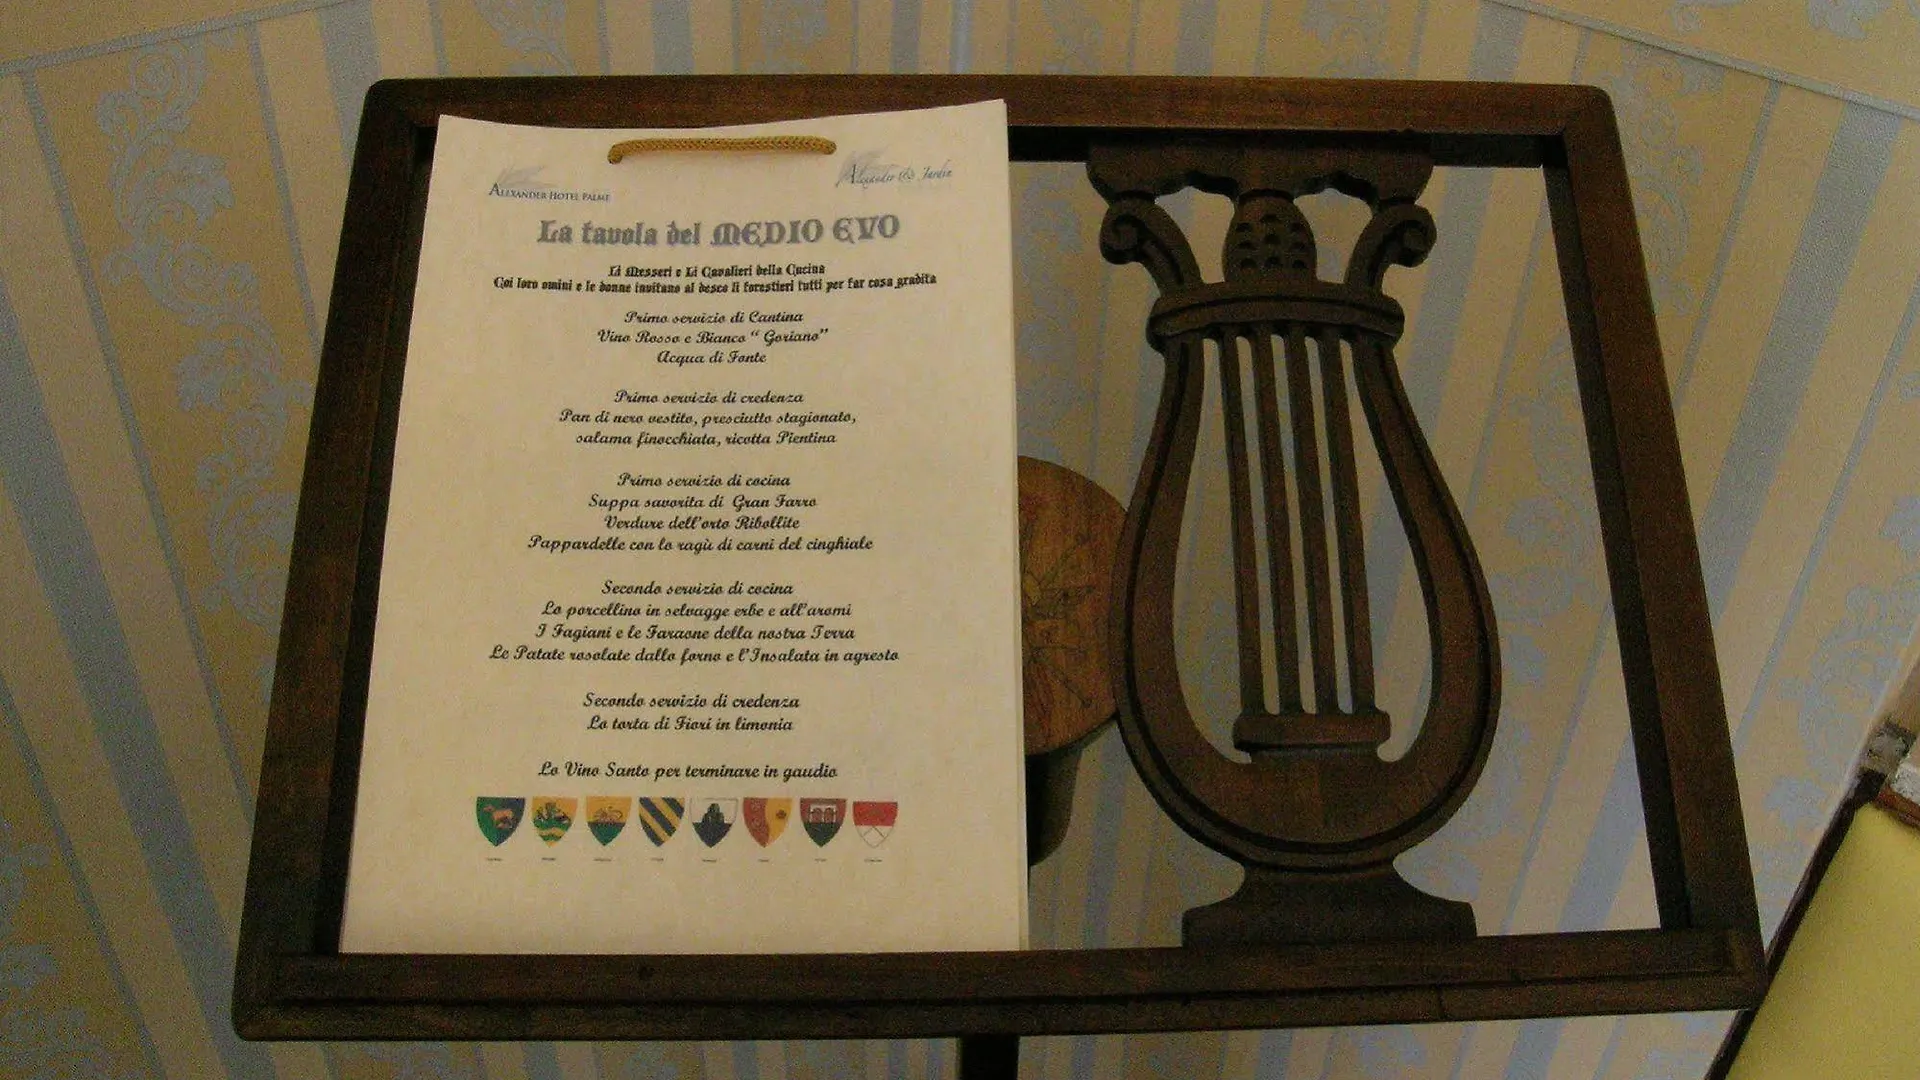 ALEXANDER HOTEL PALME
Alexander & Jardin
La tavola del MEDIO EVO
Li Messeri e Li Cavalieri della Cucina
Coi loro omini e le donne invitano al desco li forestieri tutti per far cosa gradita
Primo servizio di Cantina
Vino Rosso e Bianco “ Goriano”
Acqua di Fonte
Primo servizio di credenza
Pan di nero vestito, presciutto stagionato,
salama finocchiata, ricotta Pientina
Primo servizio di cocina
Suppa savorita di Gran Farro
Verdure dell'orto Ribollite
Pappardelle con lo ragù di carni del cinghiale
Secondo servizio di cocina
Lo porcellino in selvagge erbe e all'aromi
I Fagiani e le Faraone della nostra Terra
Le Patate rosolate dallo forno e l'Insalata in agresto
Secondo servizio di credenza
La torta di Fiori in limonia
Lo Vino Santo per terminare in gaudio